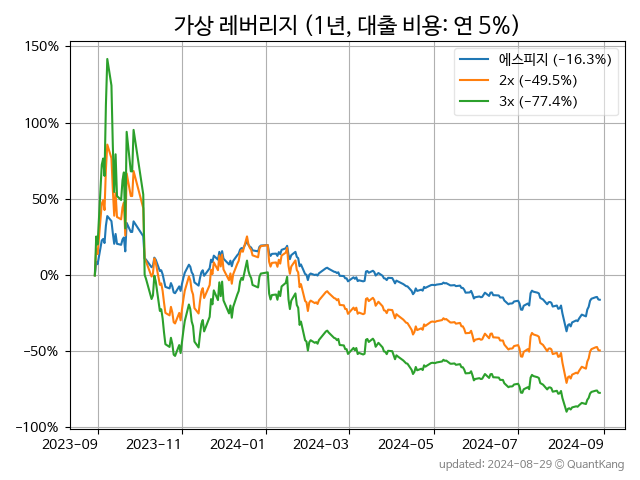 가상 레버리지 (1년, 대출 비용: 연 5%)
150%
100%
50%
0%
−50%
−100%
에스피지 (−16.3%)
2x (−49.5%)
3x (−77.4%)
2023-09
2023-11
2024-01
2024-03
2024-05
2024-07
2024-09
updated: 2024-08-29 © QuantKang